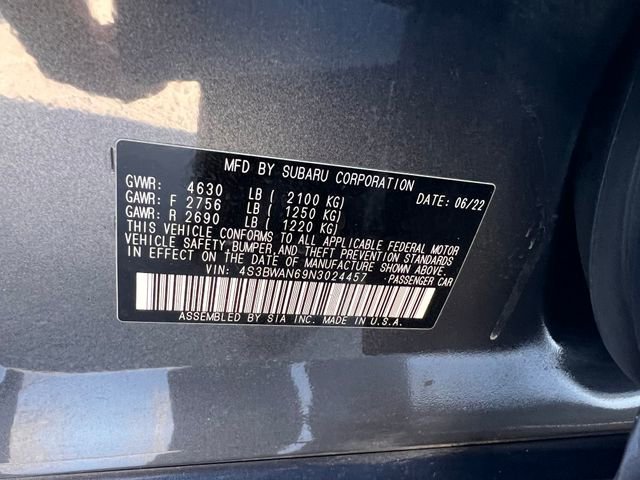 MFD BY SUBARU CORPORATION
GVWR: 4630 LB ( 2100 KG) DATE: 06/22
GAWR: F 2756 LB ( 1250 KG)
GAWR: R 2690 LB ( 1220 KG)
THIS VEHICLE CONFORMS TO ALL APPLICABLE FEDERAL MOTOR
VEHICLE SAFETY, BUMPER, AND THEFT PREVENTION STANDARDS
IN EFFECT ON THE DATE OF MANUFACTURE SHOWN ABOVE.
VIN: 4S3BWAN69N3024457 PASSENGER CAR
ASSEMBLED BY SIA INC. MADE IN U.S.A.